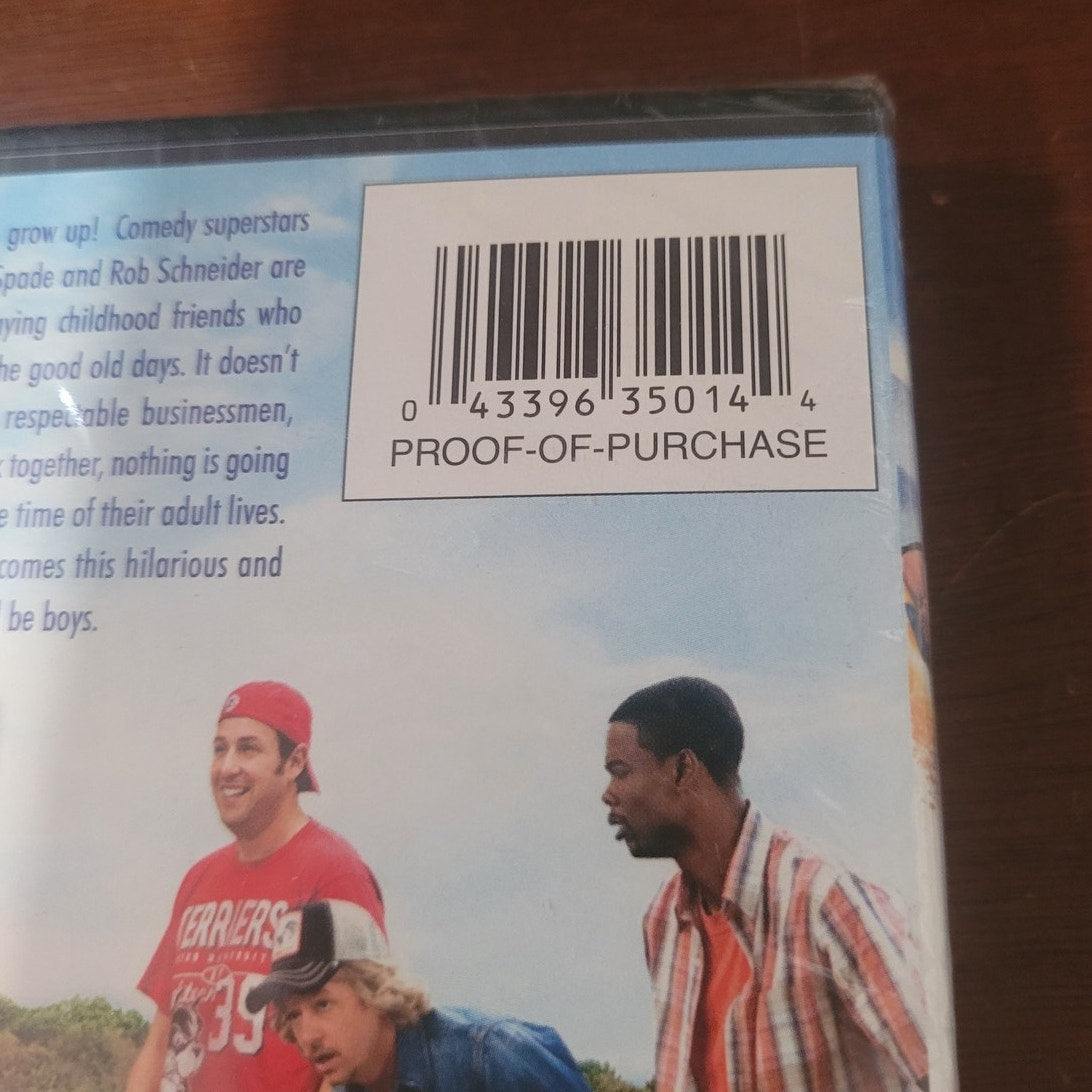 grow up! Comedy superstars
Spade and Rob Schneider are
childhood friends who
good old days. It doesn't
respectable businessmen,
together, nothing is going
time of their adult lives.
comes this hilarious and
be boys.
0 43396 35014 4
PROOF-OF-PURCHASE
TERRIERS
39